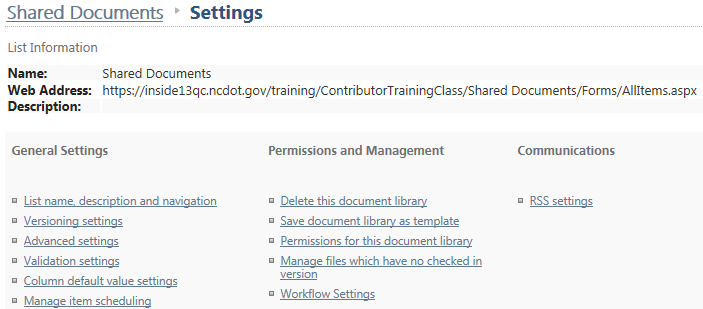 Shared Documents ▸ Settings
List Information
Name: Shared Documents
Web Address: https://inside13qc.ncdot.gov/training/ContributorTrainingClass/Shared Documents/Forms/AllItems.aspx
Description:
General Settings
List name, description and navigation
Versioning settings
Advanced settings
Validation settings
Column default value settings
Manage item scheduling
Permissions and Management
Delete this document library
Save document library as template
Permissions for this document library
Manage files which have no checked in
version
Workflow Settings
Communications
RSS settings